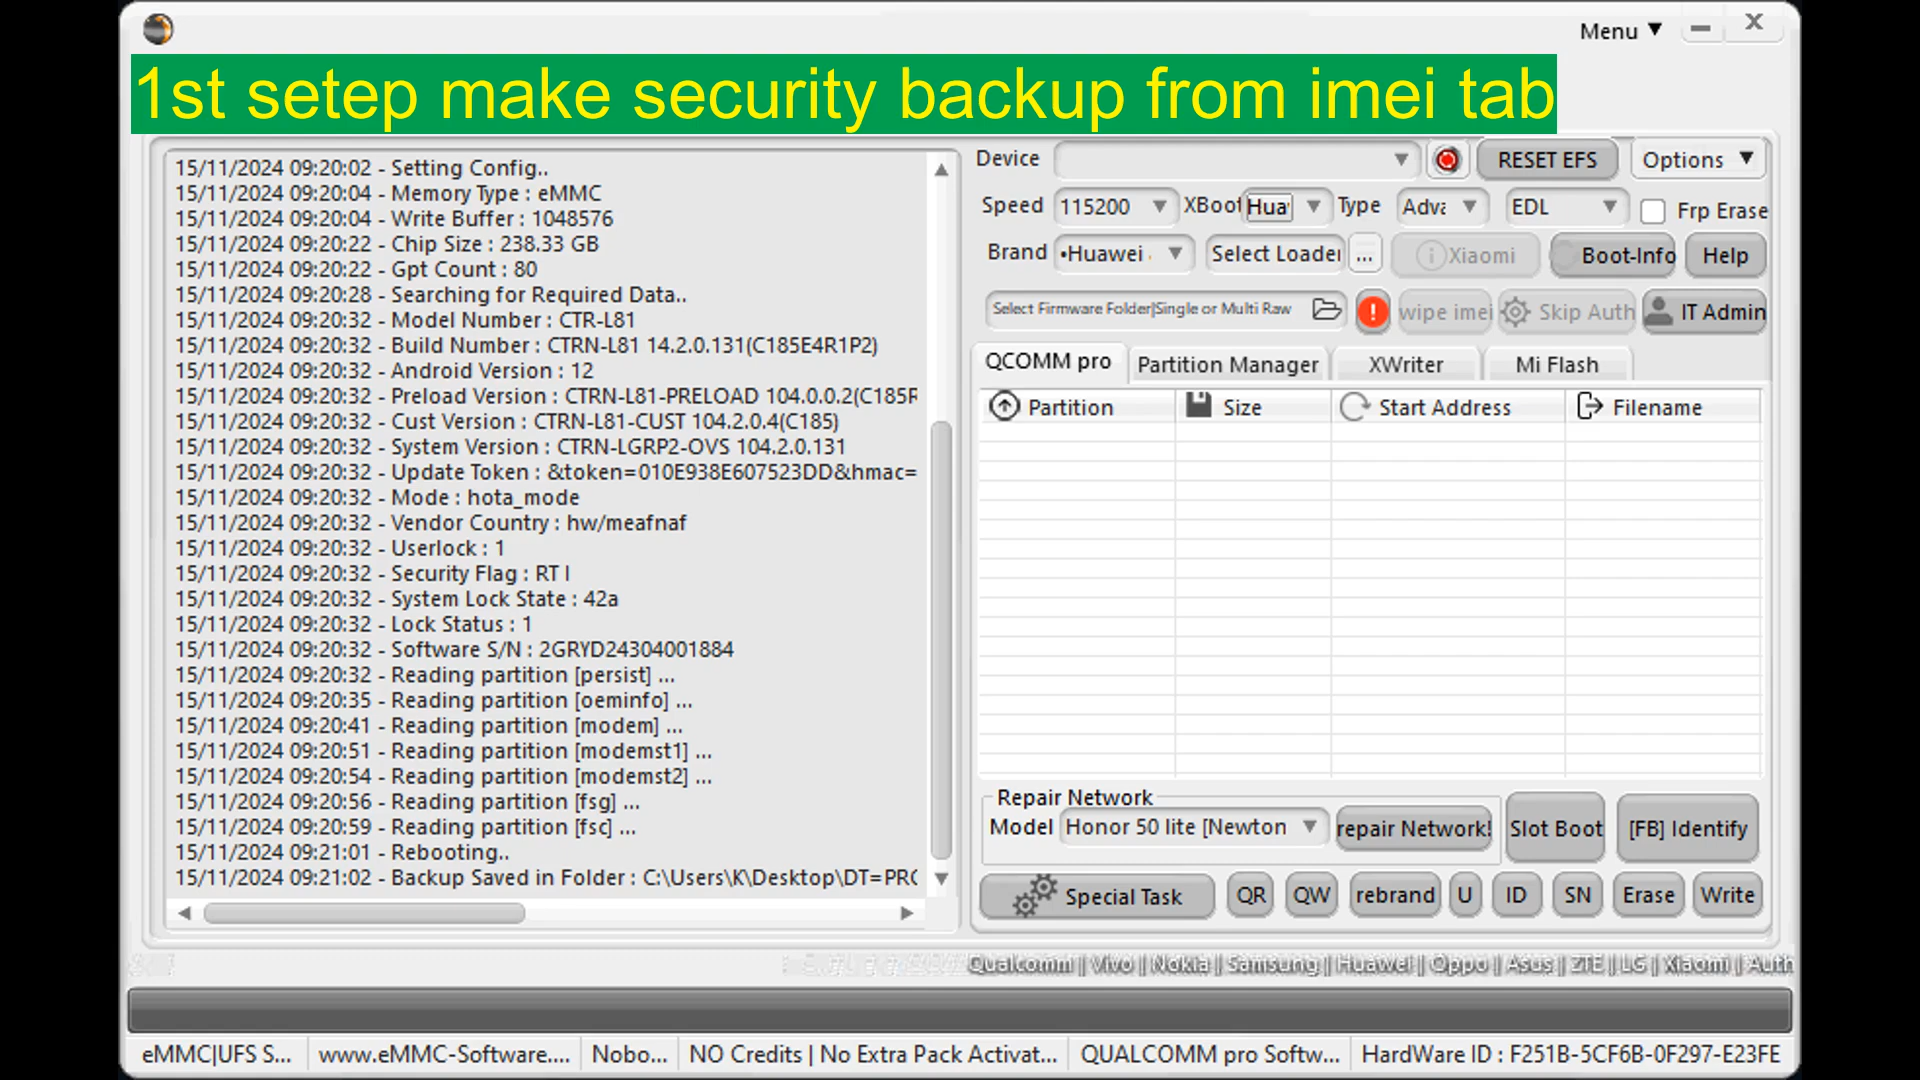 Menu ▼
1st setep make security backup from imei tab
15/11/2024 09:20:02 - Setting Config..
15/11/2024 09:20:04 - Memory Type : eMMC
15/11/2024 09:20:04 - Write Buffer : 1048576
15/11/2024 09:20:22 - Chip Size : 238.33 GB
15/11/2024 09:20:22 - Gpt Count : 80
15/11/2024 09:20:28 - Searching for Required Data..
15/11/2024 09:20:32 - Model Number : CTR-L81
15/11/2024 09:20:32 - Build Number : CTRN-L81 14.2.0.131(C185E4R1P2)
15/11/2024 09:20:32 - Android Version : 12
15/11/2024 09:20:32 - Preload Version : CTRN-L81-PRELOAD 104.0.0.2(C185R
15/11/2024 09:20:32 - Cust Version : CTRN-L81-CUST 104.2.0.4(C185)
15/11/2024 09:20:32 - System Version : CTRN-LGRP2-OVS 104.2.0.131
15/11/2024 09:20:32 - Update Token : &token=010E938E607523DD&hmac=
15/11/2024 09:20:32 - Mode : hota_mode
15/11/2024 09:20:32 - Vendor Country : hw/meafnaf
15/11/2024 09:20:32 - Userlock : 1
15/11/2024 09:20:32 - Security Flag : RT I
15/11/2024 09:20:32 - System Lock State : 42a
15/11/2024 09:20:32 - Lock Status : 1
15/11/2024 09:20:32 - Software S/N : 2GRYD24304001884
15/11/2024 09:20:32 - Reading partition [persist] ...
15/11/2024 09:20:35 - Reading partition [oeminfo] ...
15/11/2024 09:20:41 - Reading partition [modem] ...
15/11/2024 09:20:51 - Reading partition [modemst1] ...
15/11/2024 09:20:54 - Reading partition [modemst2] ...
15/11/2024 09:20:56 - Reading partition [fsg] ...
15/11/2024 09:20:59 - Reading partition [fsc] ...
15/11/2024 09:21:01 - Rebooting..
15/11/2024 09:21:02 - Backup Saved in Folder : C:\Users\K\Desktop\DT=PRO
Device RESET EFS Options ▼
Speed 115200 XBoot Hua Type Adva EDL Frp Erase
Brand •Huawei Select Loader ... Xiaomi Boot-Info Help
Select Firmware Folder|Single or Multi Raw wipe imei Skip Auth IT Admin
QCOMM pro Partition Manager XWriter Mi Flash
Partition Size Start Address Filename
Repair Network
Model Honor 50 lite [Newton repair Network! Slot Boot [FB] Identify
Special Task QR QW rebrand U ID SN Erase Write
Qualcomm || Vivo || Nokia || Samsung || Huawei || Oppo || Asus || ZTE || LG || Xiaomi || Auth
eMMC|UFS S... www.eMMC-Software.... Nobo... NO Credits | No Extra Pack Activat... QUALCOMM pro Softw... HardWare ID : F251B-5CF6B-0F297-E23FE